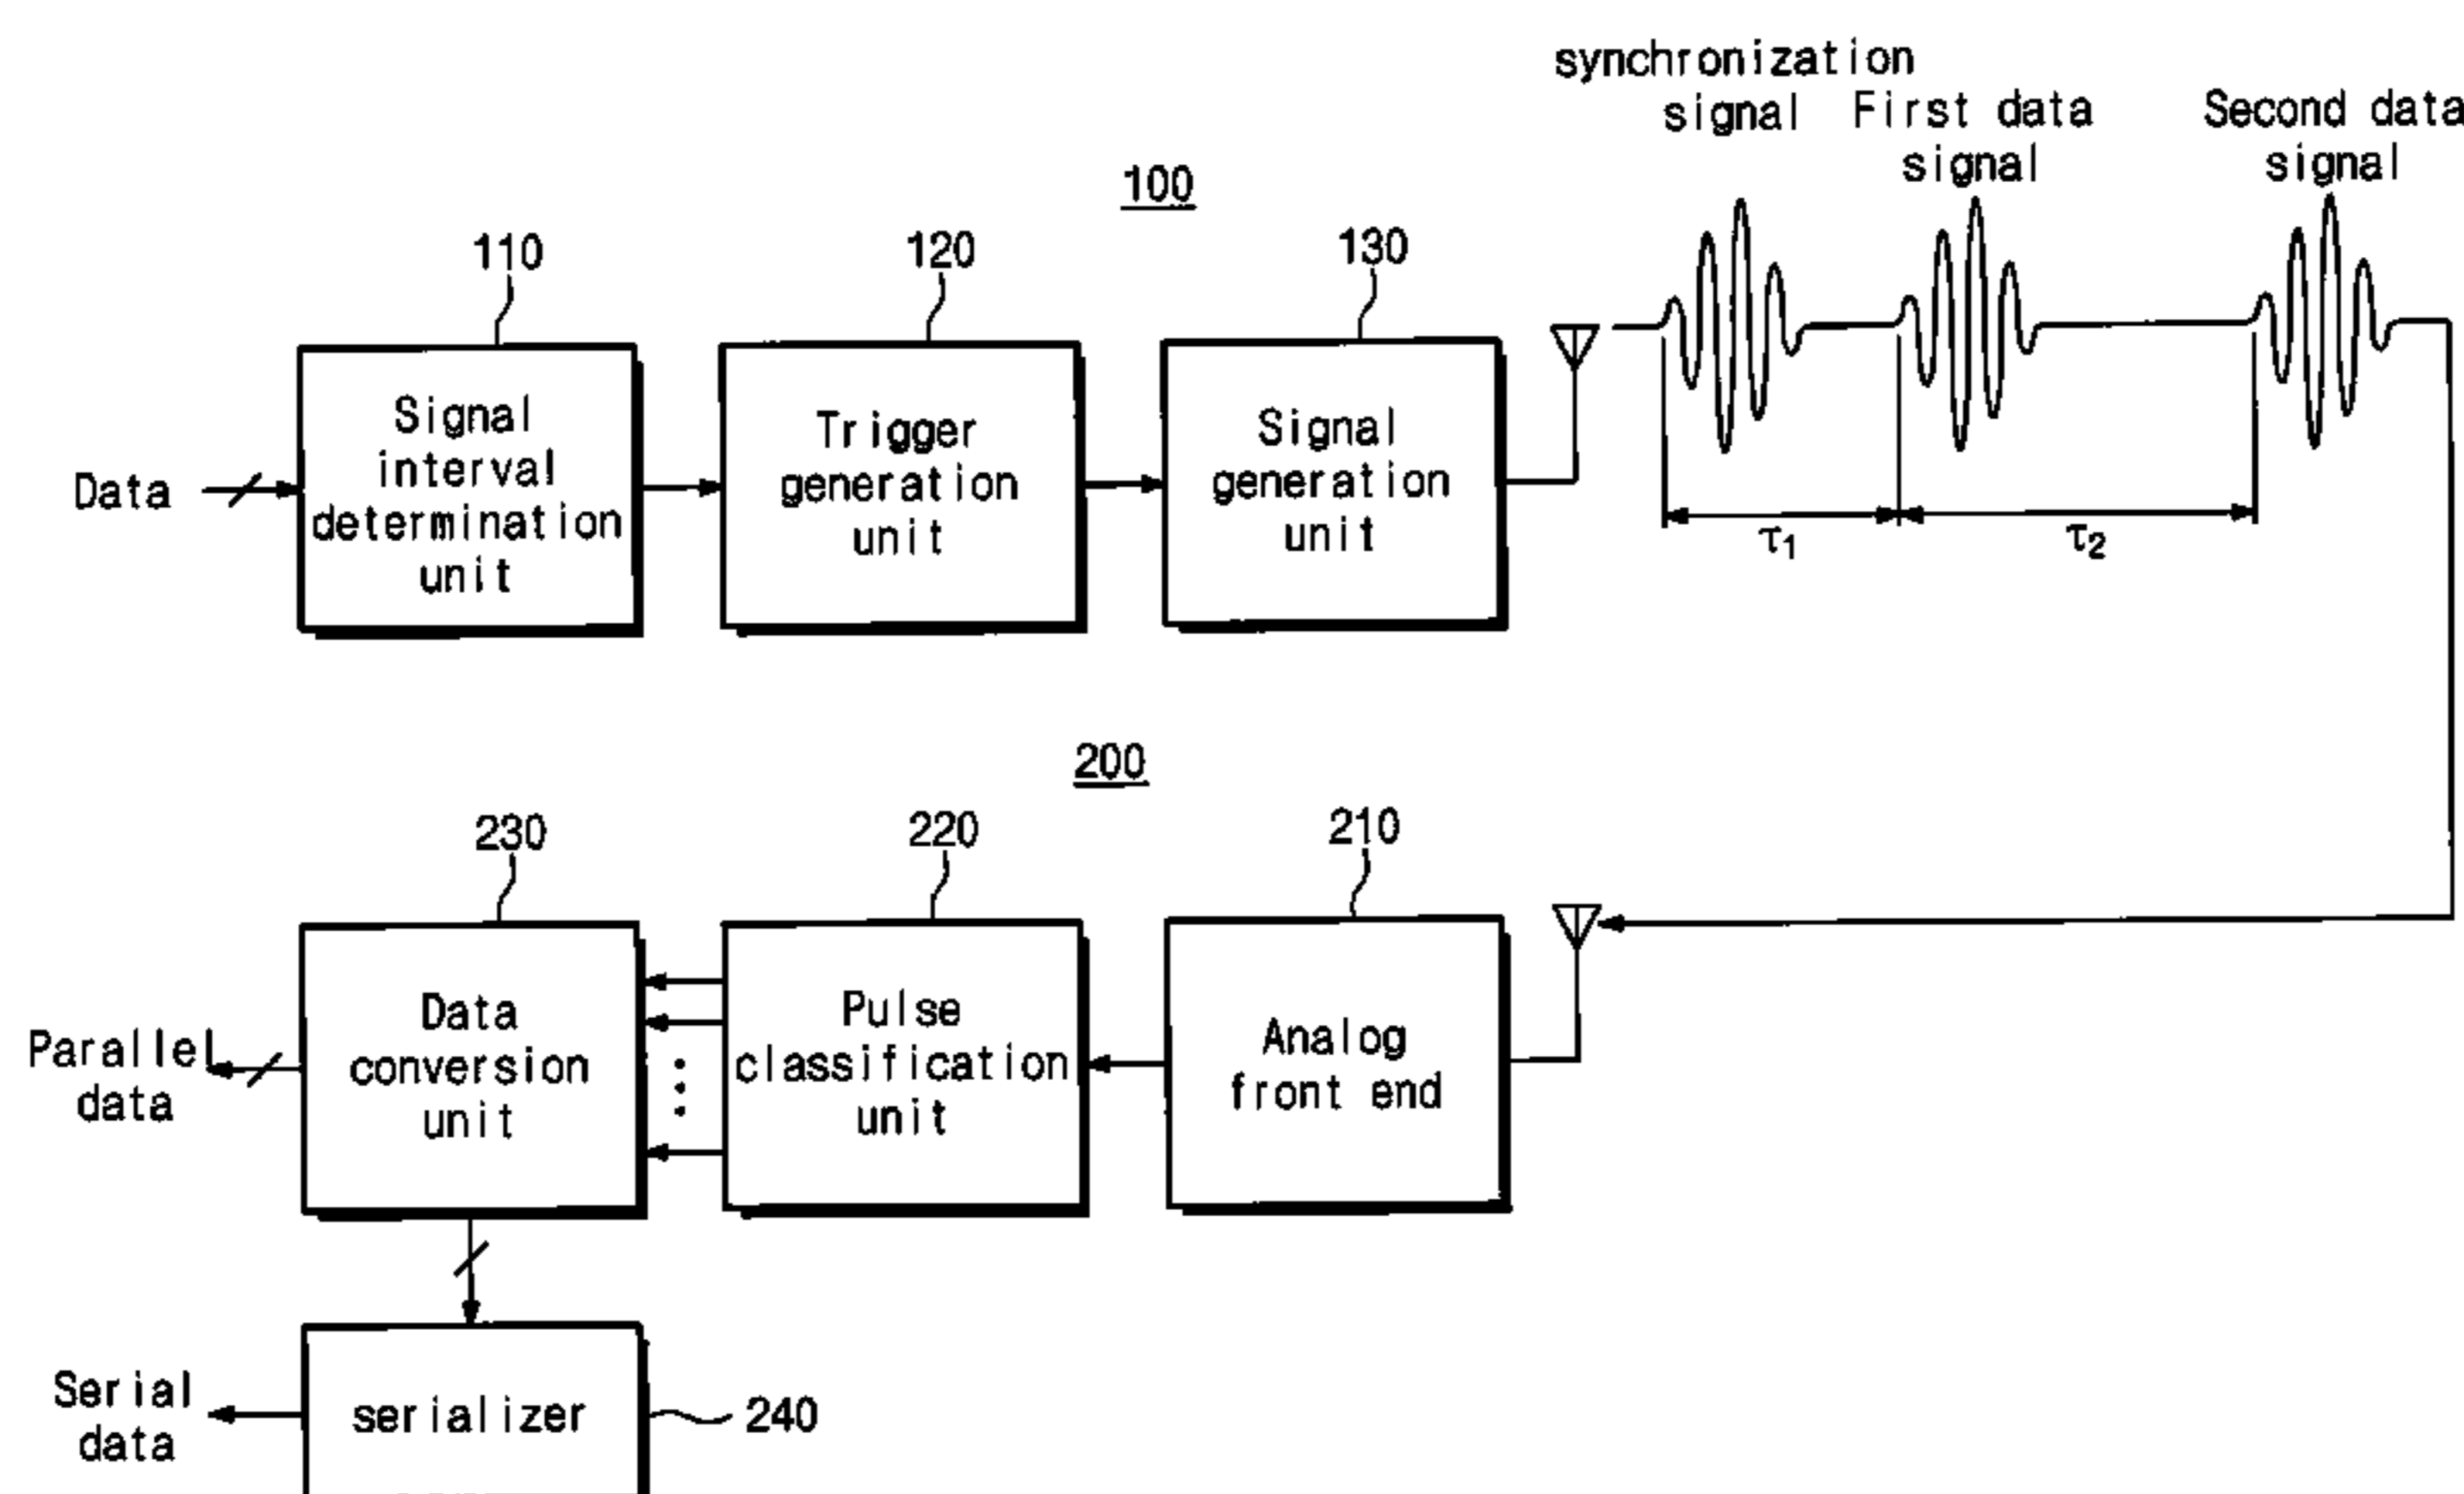 synchronization
signal
First data
signal
Second data
signal
100
110
120
130
Data
Signal
interval
determination
unit
Trigger
generation
unit
Signal
generation
unit
τ1
τ2
200
230
220
210
Parallel
data
Data
conversion
unit
Pulse
classification
unit
Analog
front end
Serial
data
serializer
240